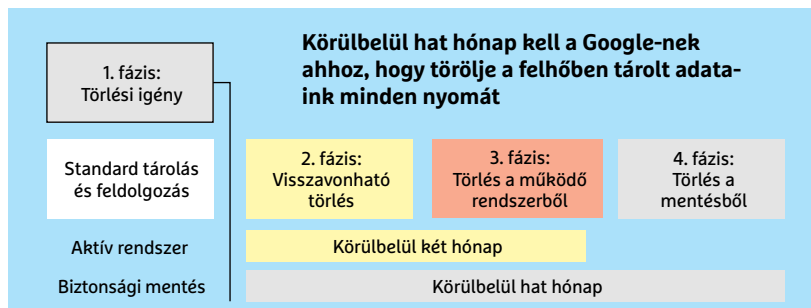 Körülbelül hat hónap kell a Google-nek
ahhoz, hogy törölje a felhőben tárolt adata-
ink minden nyomát
1. fázis:
Törlési igény
Standard tárolás
és feldolgozás
2. fázis:
Visszavonható
törlés
3. fázis:
Törlés a működő
rendszerből
4. fázis:
Törlés a
mentésből
Aktív rendszer
Körülbelül két hónap
Biztonsági mentés
Körülbelül hat hónap